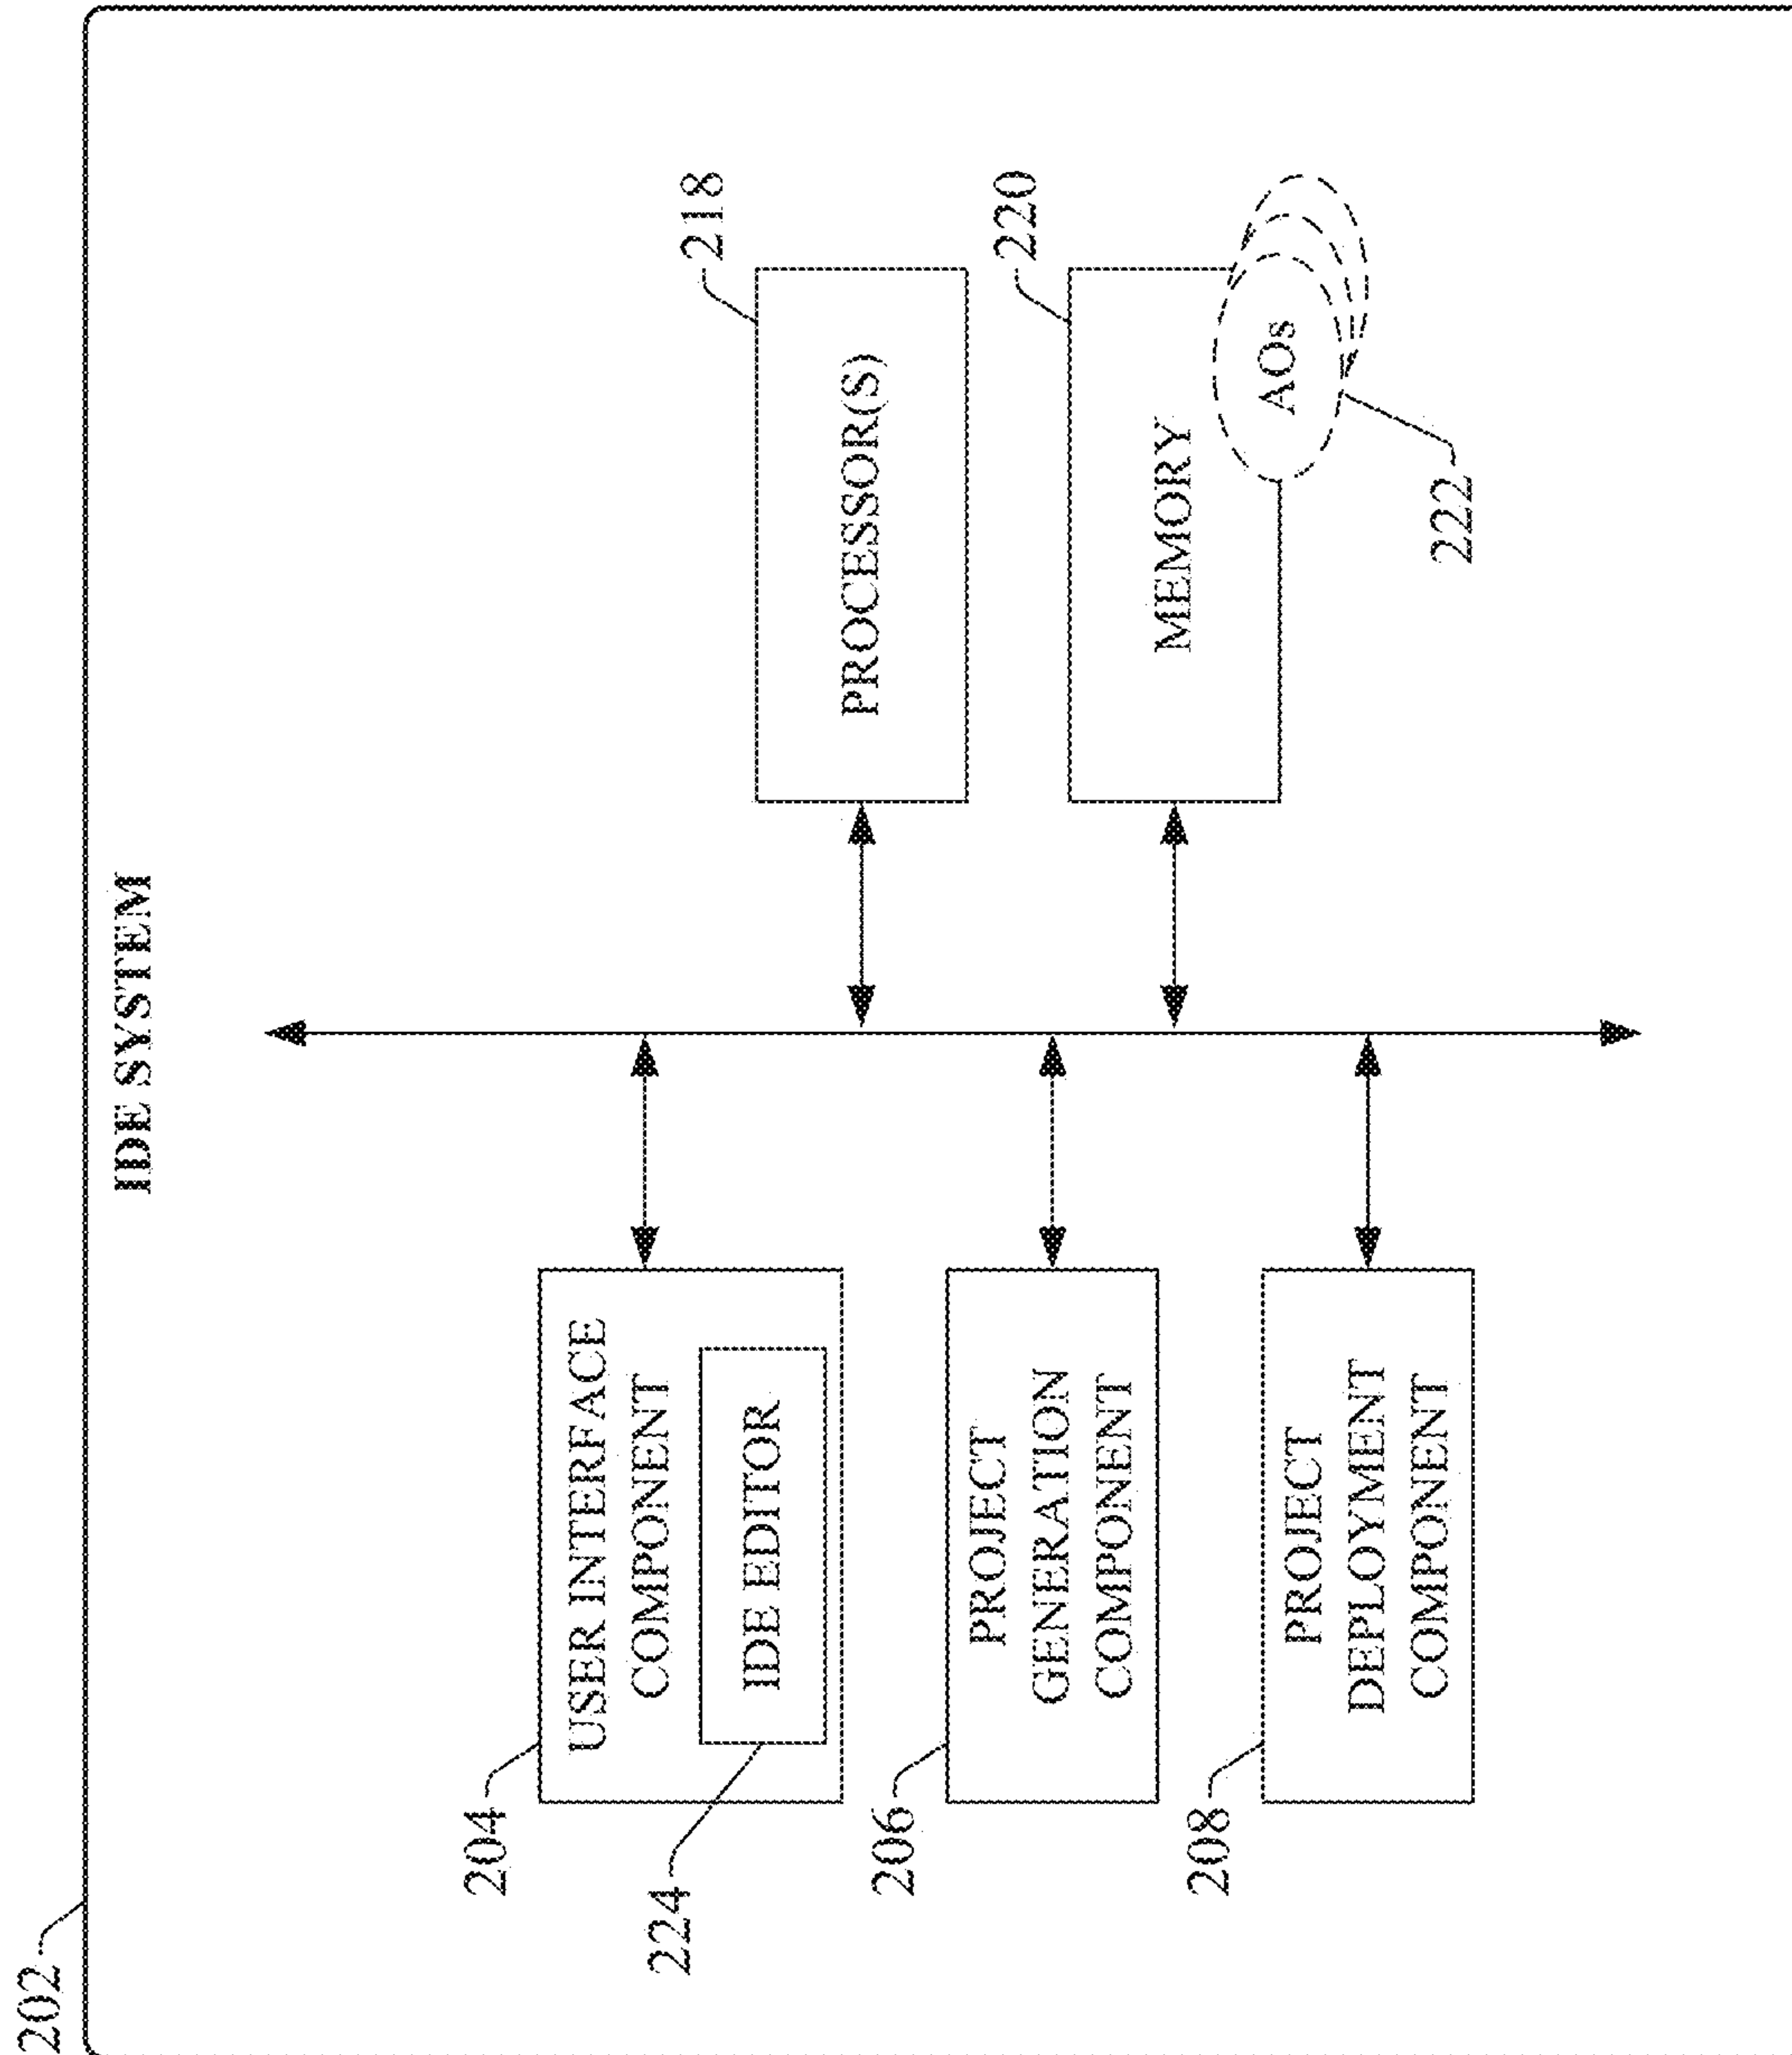 202
IDE SYSTEM
204
USER INTERFACE
COMPONENT
224
IDE EDITOR
206
PROJECT
GENERATION
COMPONENT
208
PROJECT
DEPLOYMENT
COMPONENT
218
PROCESSOR(S)
220
MEMORY
AOs
222